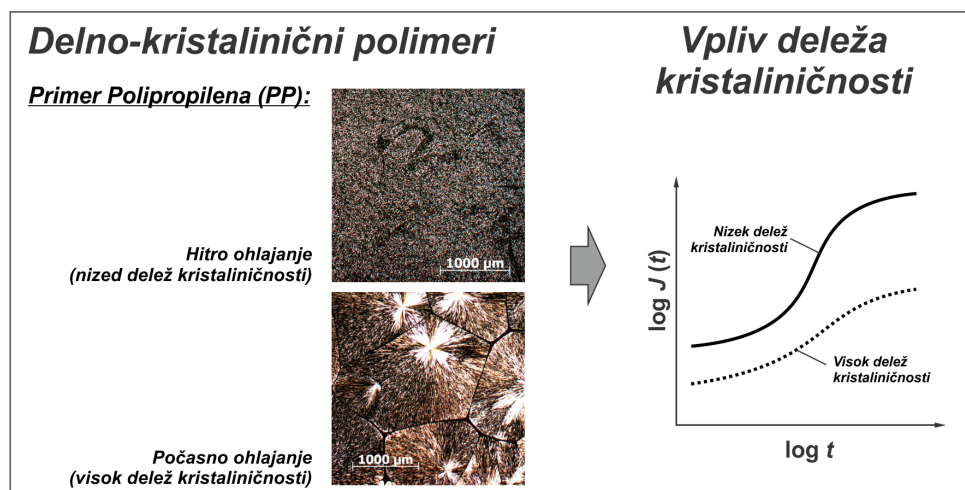 Delno-kristalinični polimeri
Primer Polipropilena (PP):
Hitro ohlajanje
(nized delež kristaliničnosti)
1000 µm
Počasno ohlajanje
(visok delež kristaliničnosti)
1000 µm
Vpliv deleža
kristaliničnosti
log J (t)
Nizek delež
kristaliničnosti
Visok delež
kristaliničnosti
log t